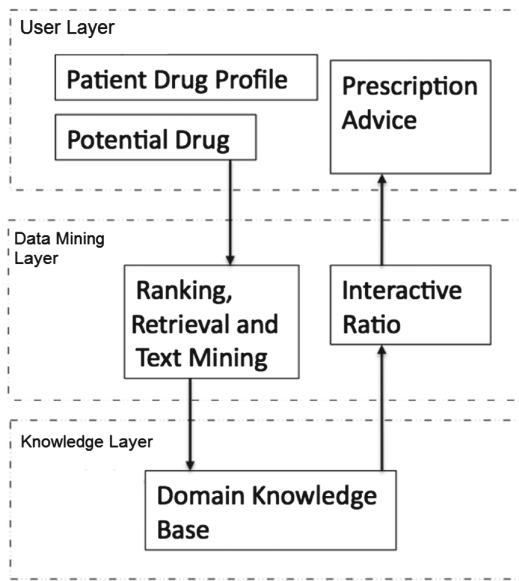 User Layer
Patient Drug Profile
Potential Drug
Prescription
Advice
Data Mining
Layer
Ranking,
Retrieval and
Text Mining
Interactive
Ratio
Knowledge Layer
Domain Knowledge
Base